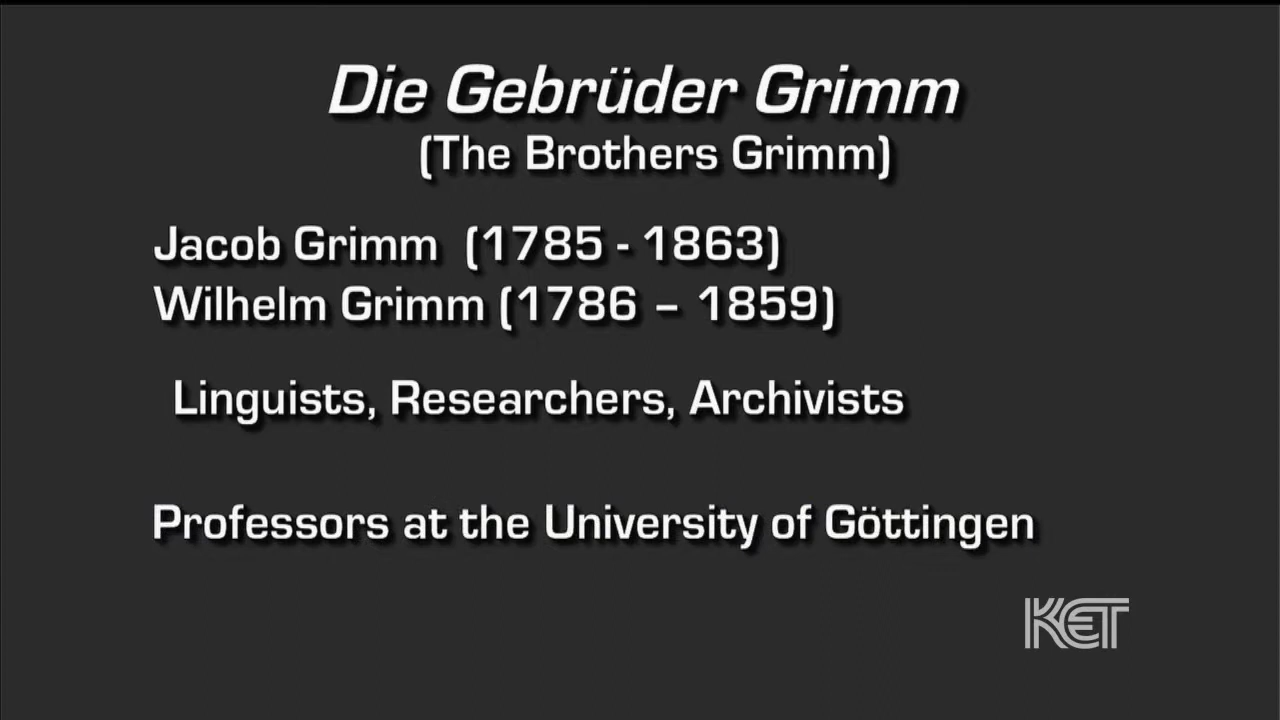 Die Gebrüder Grimm
(The Brothers Grimm)
Jacob Grimm (1785 - 1863)
Wilhelm Grimm (1786 – 1859)
Linguists, Researchers, Archivists
Professors at the University of Göttingen
KET